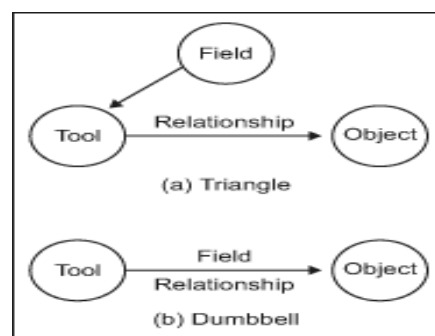 Field
Tool
Relationship
Object
(a) Triangle
Tool
Field
Relationship
Object
(b) Dumbbell